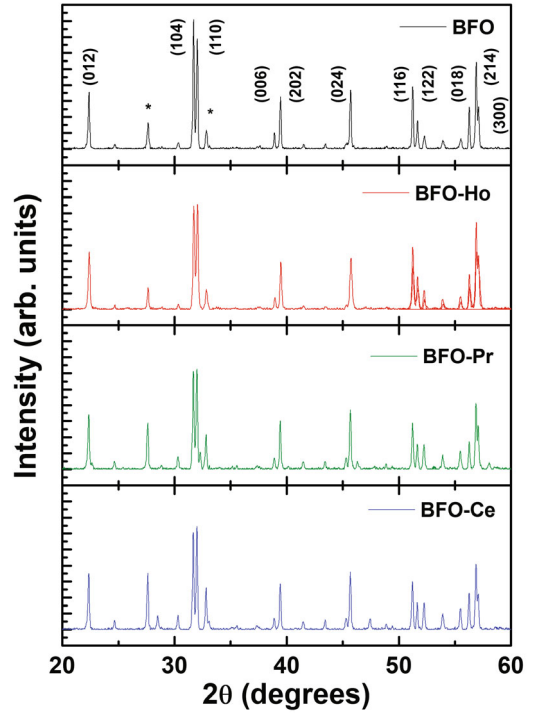 BFO
(012)
*
(104)
(110)
*
(006)
(202)
(024)
(116)
(122)
(018)
(214)
(300)
BFO-Ho
BFO-Pr
BFO-Ce
Intensity (arb. units)
20 30 40 50 60
2θ (degrees)